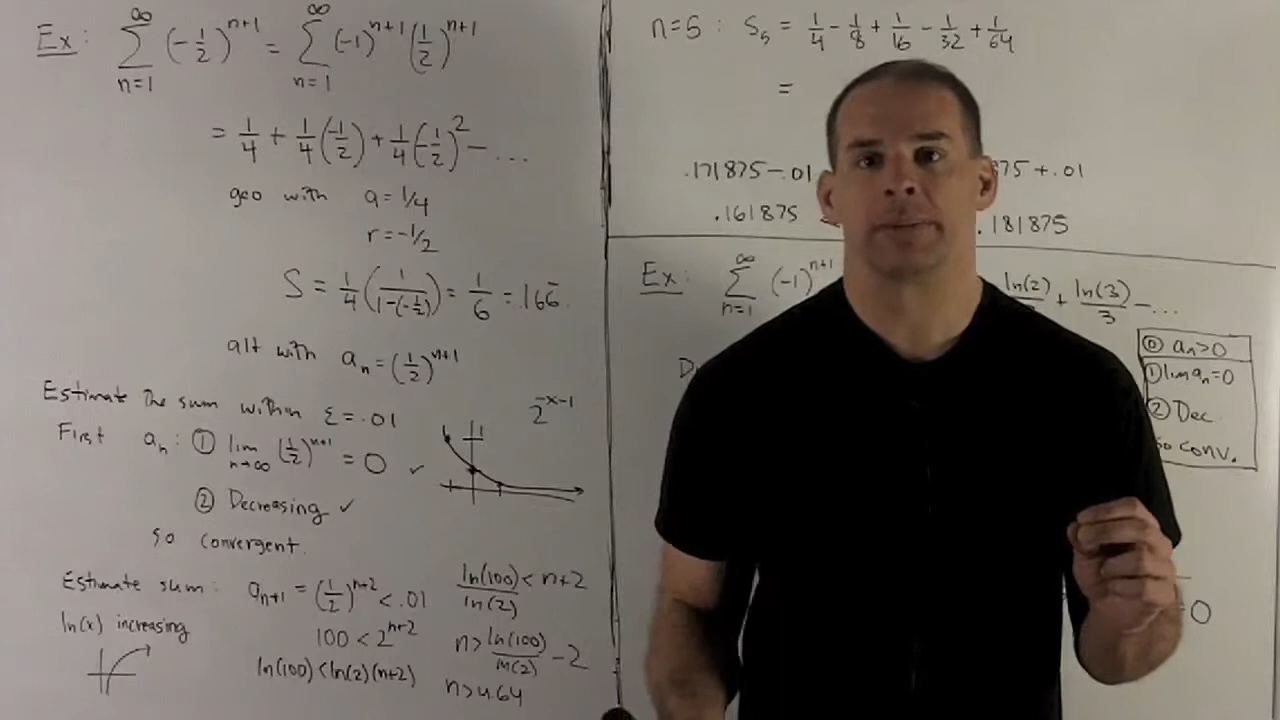 Ex: ∞ ∑ n=1 (-1/2)^{n+1} = ∞ ∑ n=1 (-1)^{n+1} (1/2)^{n+1}
= 1/4 + 1/4(-1/2) + 1/4(-1/2)^2 - ...
geo with a = 1/4
r = -1/2
S = 1/4(1/(1-(-1/2))) = 1/6 = .166̄
alt with a_n = (1/2)^{n+1}
Estimate the sum within ε = .01
2^{-x-1}
First a_n: ① lim n→∞ (1/2)^{n+1} = 0 ✓
② Decreasing ✓
so convergent.
Estimate sum: a_{n+1} = (1/2)^{n+2} < .01
ln(x) increasing
100 < 2^{n+2}
ln(100) < ln(2)(n+2)
ln(100)/ln(2) < n+2
n > ln(100)/ln(2) - 2
n > 4.64
n=5: S_5 = 1/4 - 1/8 + 1/16 - 1/32 + 1/64
=
.171875 - .01
75 + .01
.161875
.181875
Ex: ∞ ∑ n=1 (-1)^{n+1}
ln(2) + ln(3)/3 - ...
⓪ a_n > 0
① lim a_n = 0
② Dec.
so conv.
= 0